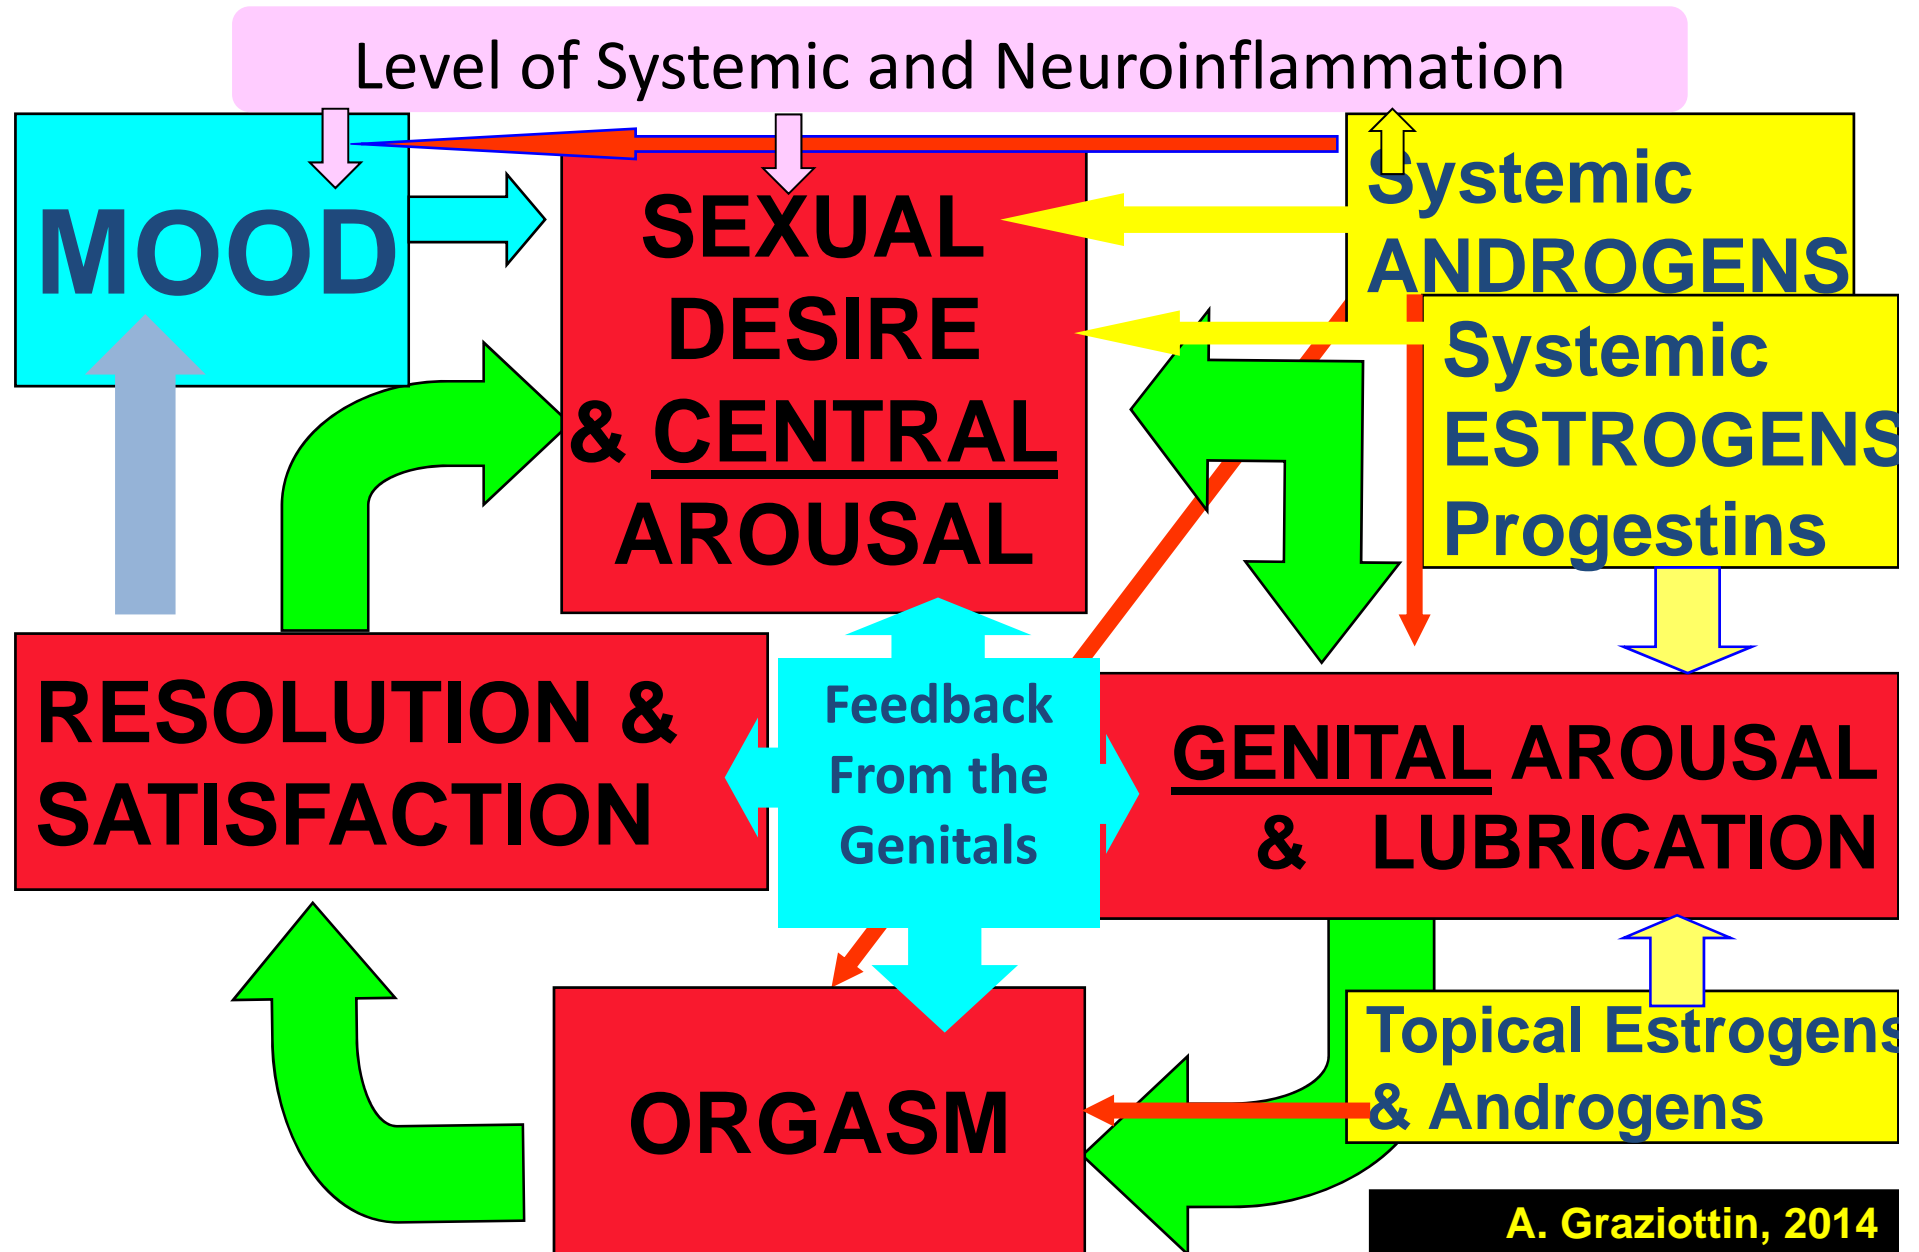 Level of Systemic and Neuroinflammation
MOOD
SEXUAL
DESIRE
& CENTRAL
AROUSAL
Systemic
ANDROGENS
Systemic
ESTROGENS
Progestins
RESOLUTION &
SATISFACTION
Feedback
From the
Genitals
GENITAL AROUSAL
& LUBRICATION
ORGASM
Topical Estrogens
& Androgens
A. Graziottin, 2014